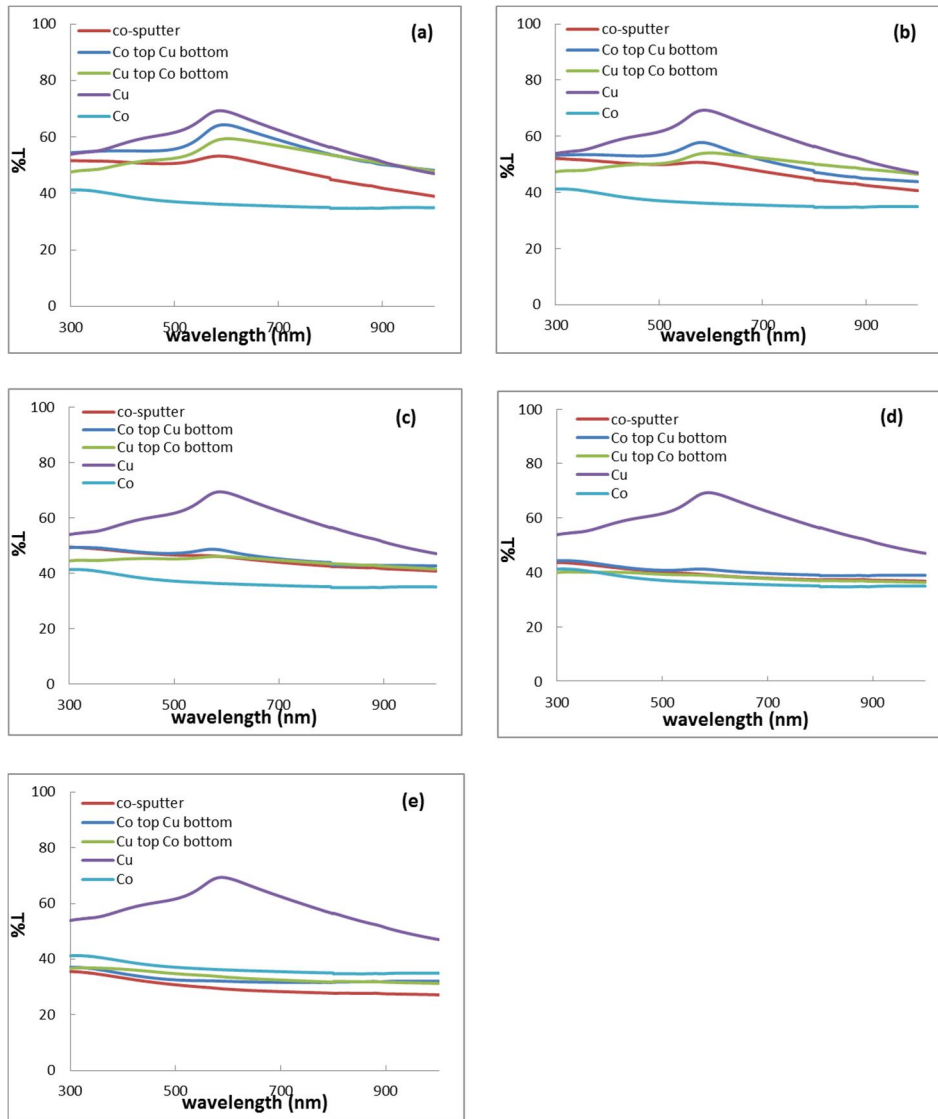 100
80
60
40
20
0
T%
co-sputter
Co top Cu bottom
Cu top Co bottom
Cu
Co
(a)
300 500 700 900
wavelength (nm)
100
80
60
40
20
0
T%
co-sputter
Co top Cu bottom
Cu top Co bottom
Cu
Co
(b)
300 500 700 900
wavelength (nm)
100
80
60
40
20
0
T%
co-sputter
Co top Cu bottom
Cu top Co bottom
Cu
Co
(c)
300 500 700 900
wavelength (nm)
100
80
60
40
20
0
T%
co-sputter
Co top Cu bottom
Cu top Co bottom
Cu
Co
(d)
300 500 700 900
wavelength (nm)
100
80
60
40
20
0
T%
co-sputter
Co top Cu bottom
Cu top Co bottom
Cu
Co
(e)
300 500 700 900
wavelength (nm)